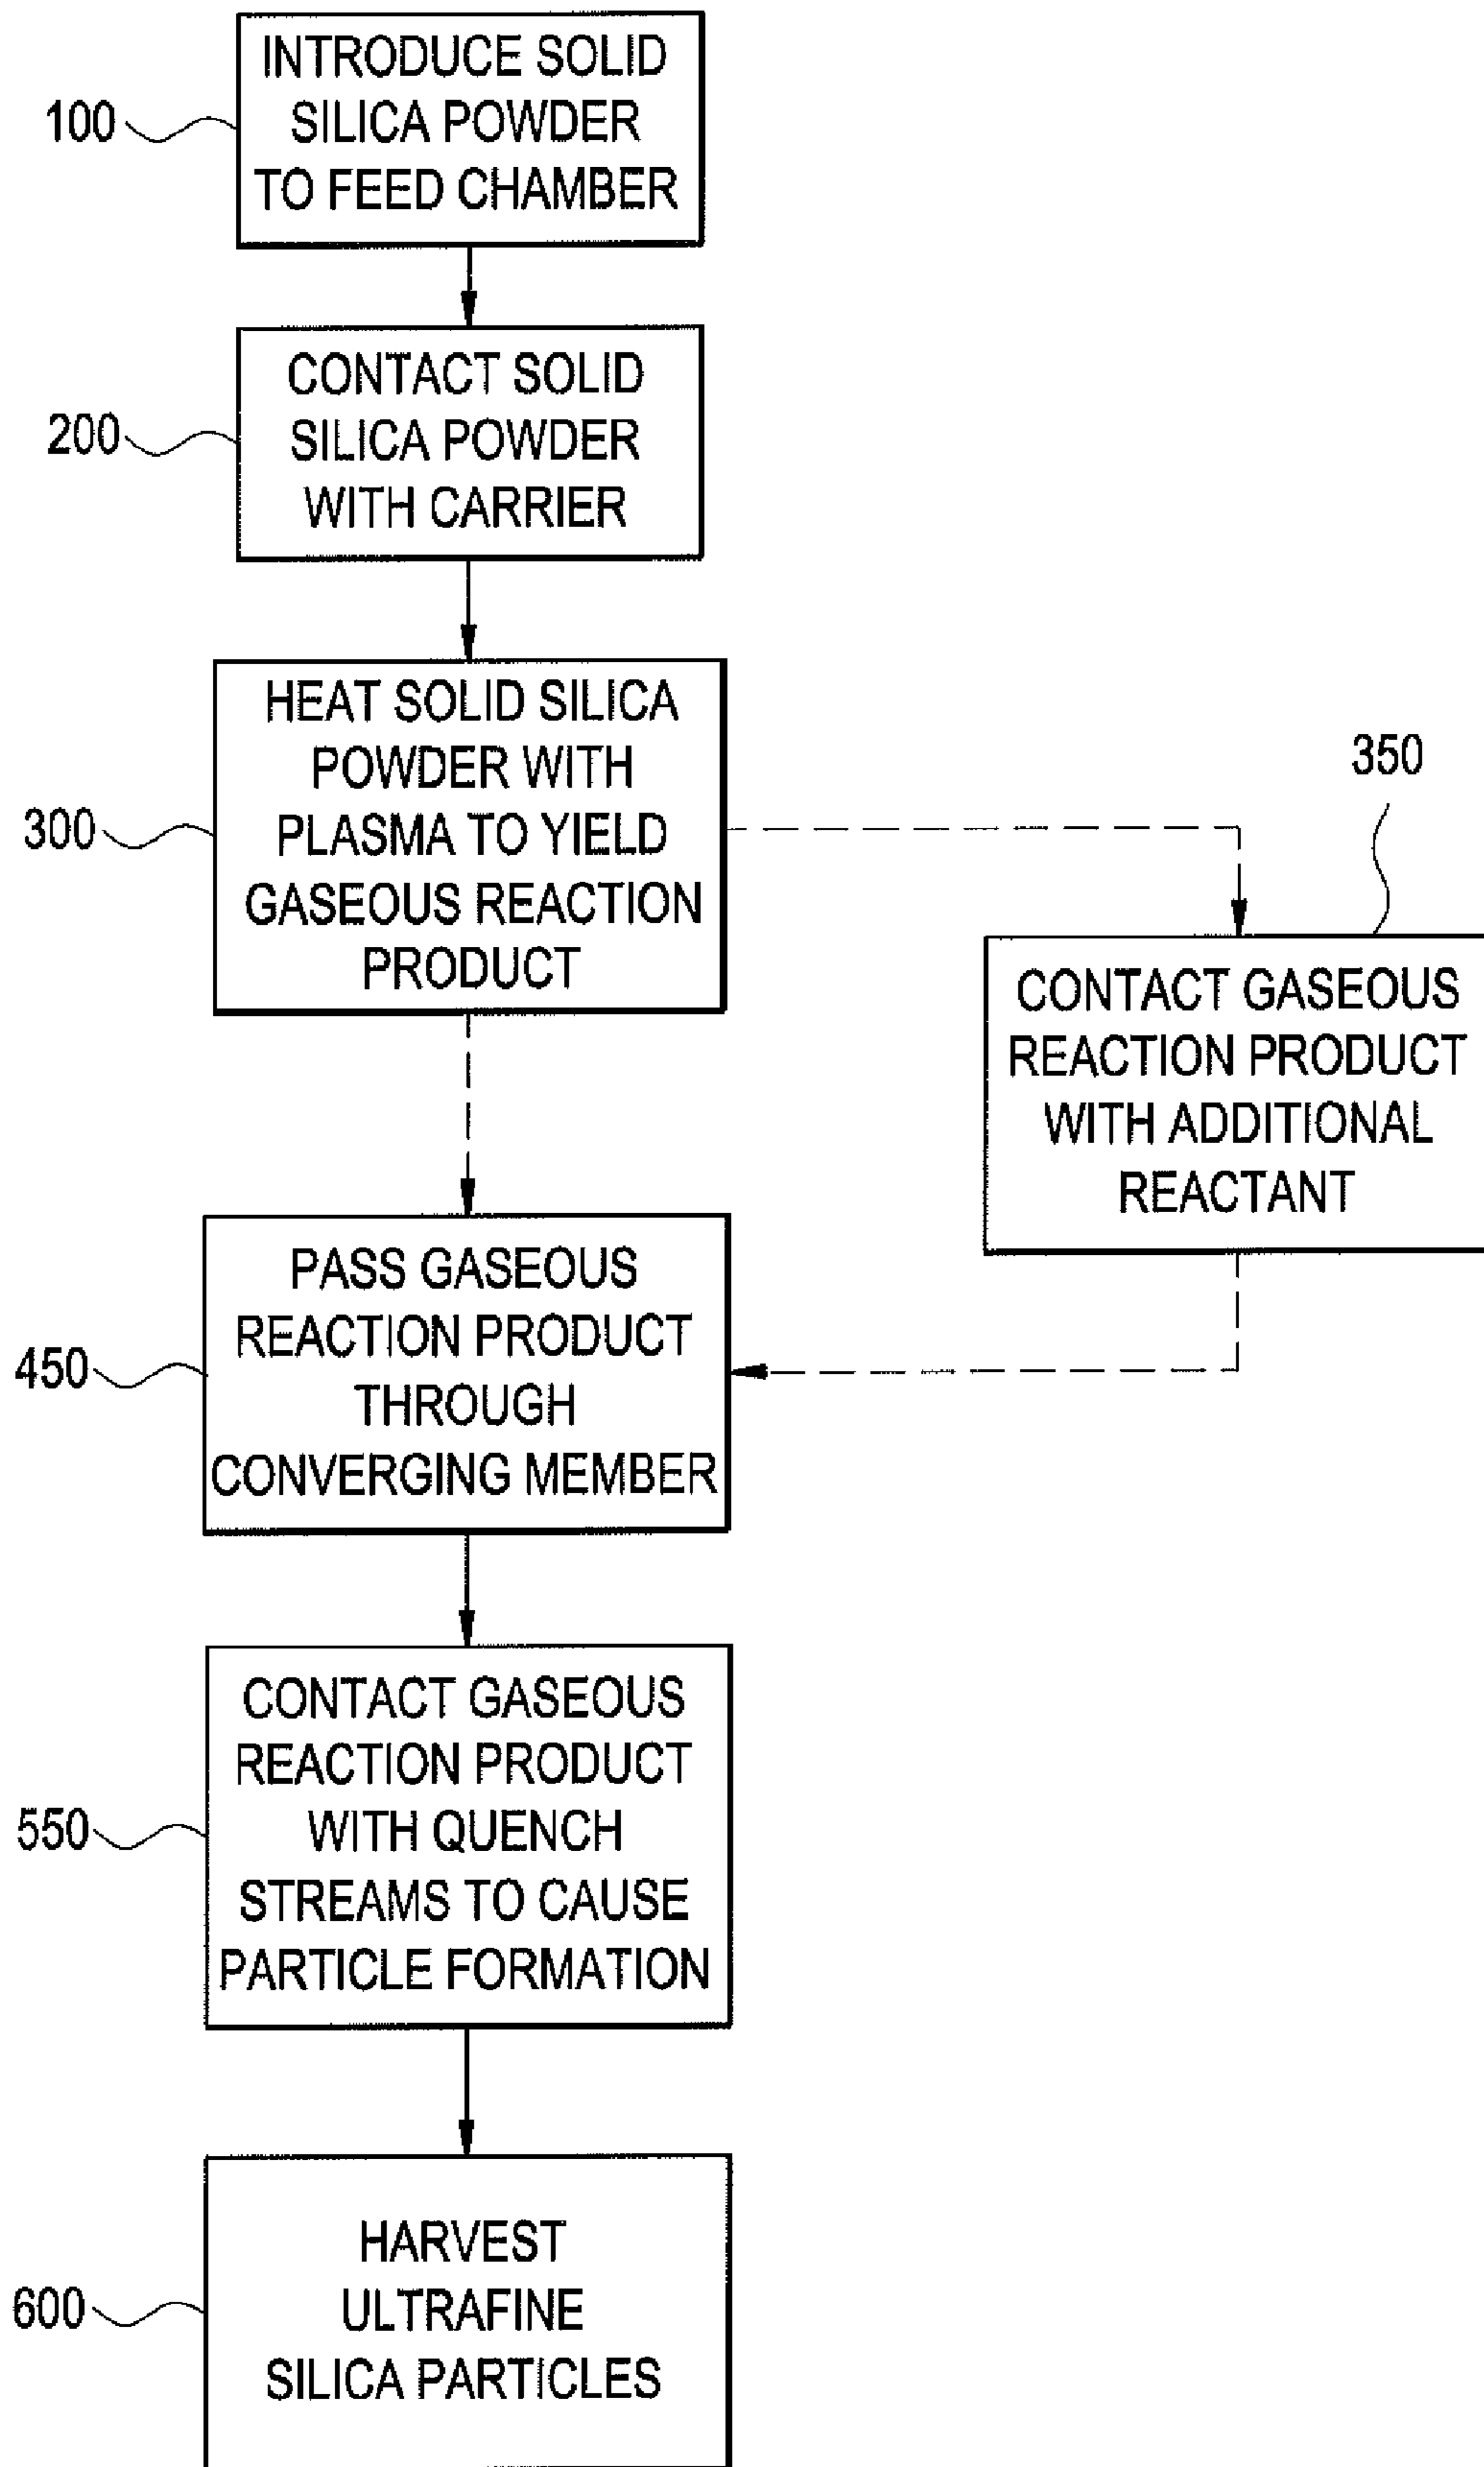 100
INTRODUCE SOLID
SILICA POWDER
TO FEED CHAMBER
200
CONTACT SOLID
SILICA POWDER
WITH CARRIER
300
HEAT SOLID SILICA
POWDER WITH
PLASMA TO YIELD
GASEOUS REACTION
PRODUCT
350
CONTACT GASEOUS
REACTION PRODUCT
WITH ADDITIONAL
REACTANT
450
PASS GASEOUS
REACTION PRODUCT
THROUGH
CONVERGING MEMBER
550
CONTACT GASEOUS
REACTION PRODUCT
WITH QUENCH
STREAMS TO CAUSE
PARTICLE FORMATION
600
HARVEST
ULTRAFINE
SILICA PARTICLES